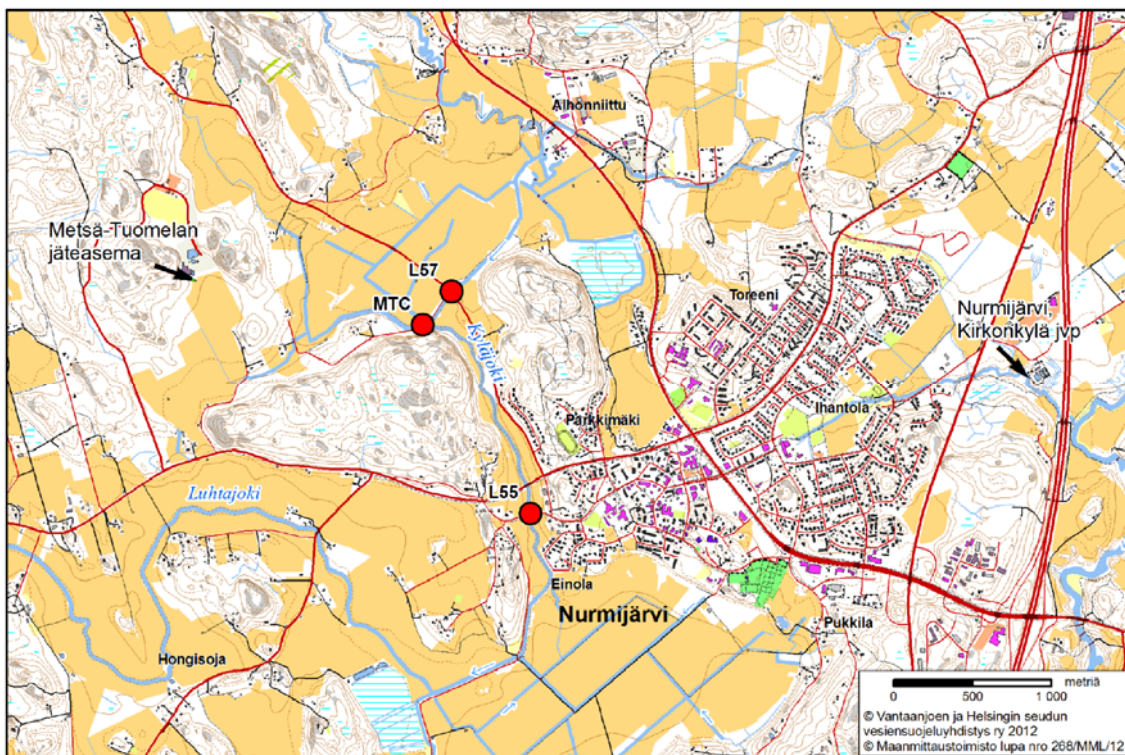 Alhonniittu
Metsä-Tuomelan
jäteasema
L57
MTC
Toreeni
Nurmijärvi,
Kirkonkylä jvp
Kyläjoki
Parkkimäki
Ihantola
Luhtajoki
L55
Einola
Nurmijärvi
Pukkila
Hongisoja
metriä
0 500 1 000
© Vantaanjoen ja Helsingin seudun
vesiensuojeluyhdistys ry 2012
© Maanmittaustoimisto lupa nro 268/MML/12